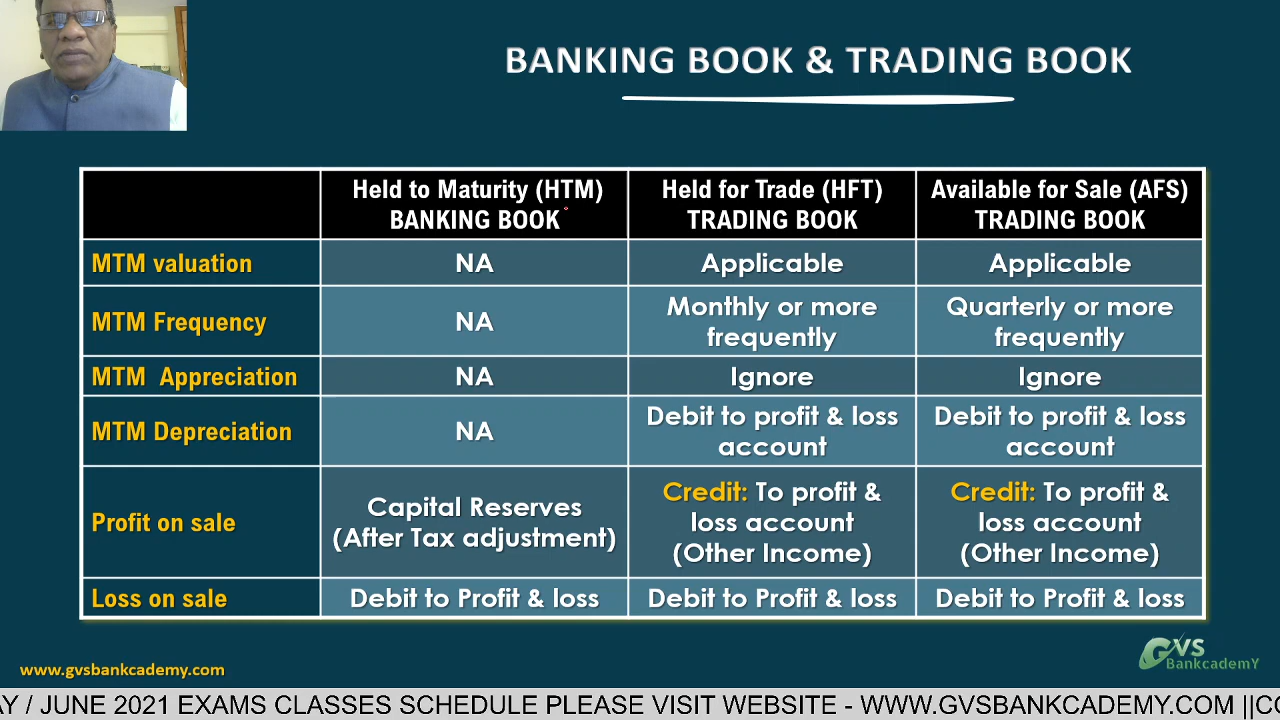 BANKING BOOK & TRADING BOOK
Held to Maturity (HTM)
BANKING BOOK
Held for Trade (HFT)
TRADING BOOK
Available for Sale (AFS)
TRADING BOOK
MTM valuation
NA
Applicable
Applicable
MTM Frequency
NA
Monthly or more
frequently
Quarterly or more
frequently
MTM Appreciation
NA
Ignore
Ignore
MTM Depreciation
NA
Debit to profit & loss
account
Debit to profit & loss
account
Profit on sale
Capital Reserves
(After Tax adjustment)
Credit: To profit &
loss account
(Other Income)
Credit: To profit &
loss account
(Other Income)
Loss on sale
Debit to Profit & loss
Debit to Profit & loss
Debit to Profit & loss
www.gvsbankcademy.com
GVS
BankcademY
AY / JUNE 2021 EXAMS CLASSES SCHEDULE PLEASE VISIT WEBSITE - WWW.GVSBANKCADEMY.COM ||CO